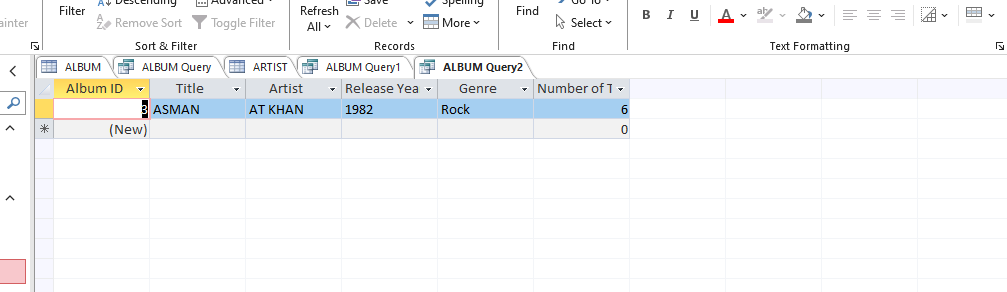 Filter
Descending
Advanced
Remove Sort
Toggle Filter
Sort & Filter
Refresh
All
Save
Spelling
Delete
More
Records
Find
Go To
Select
Find
B I U
A
Text Formatting
ainter
ALBUM
ALBUM Query
ARTIST
ALBUM Query1
ALBUM Query2
Album ID Title Artist Release Yea Genre Number of T
3 ASMAN AT KHAN 1982 Rock 6
(New) 0